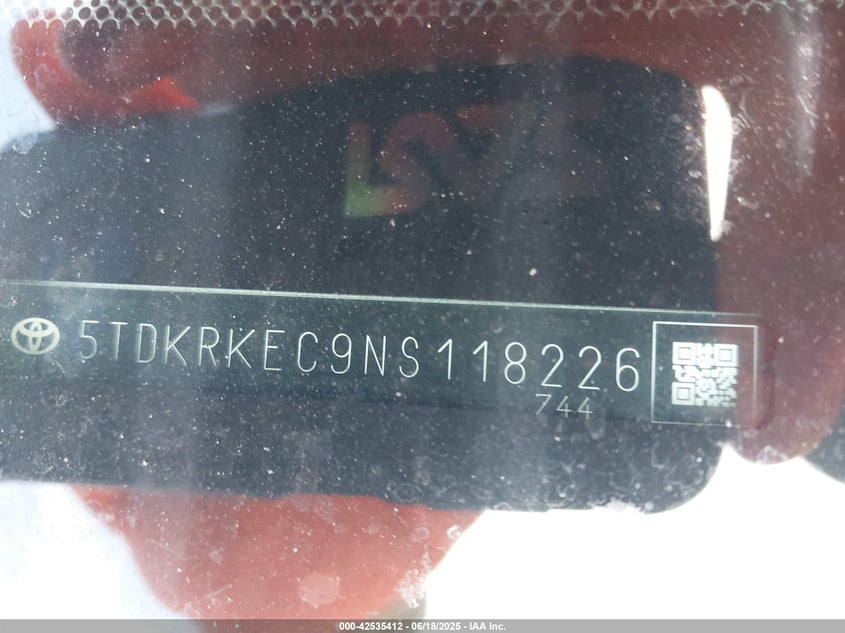 5TDKRKEC9NS118226
744
000-42535412 - 06/18/2025 - IAA Inc.